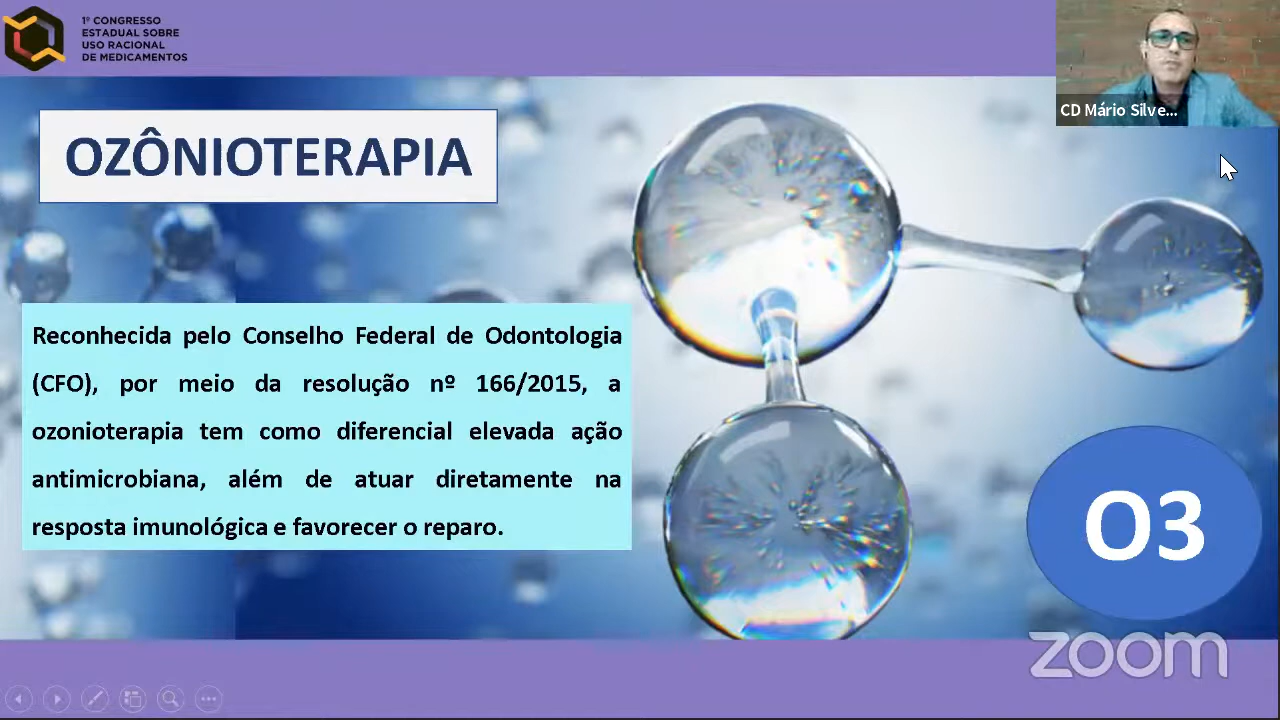 1º CONGRESSO
ESTADUAL SOBRE
USO RACIONAL
DE MEDICAMENTOS
CD Mário Silve...
OZÔNIOTERAPIA
Reconhecida pelo Conselho Federal de Odontologia
(CFO), por meio da resolução nº 166/2015, a
ozonioterapia tem como diferencial elevada ação
antimicrobiana, além de atuar diretamente na
resposta imunológica e favorecer o reparo.
O3
zoom